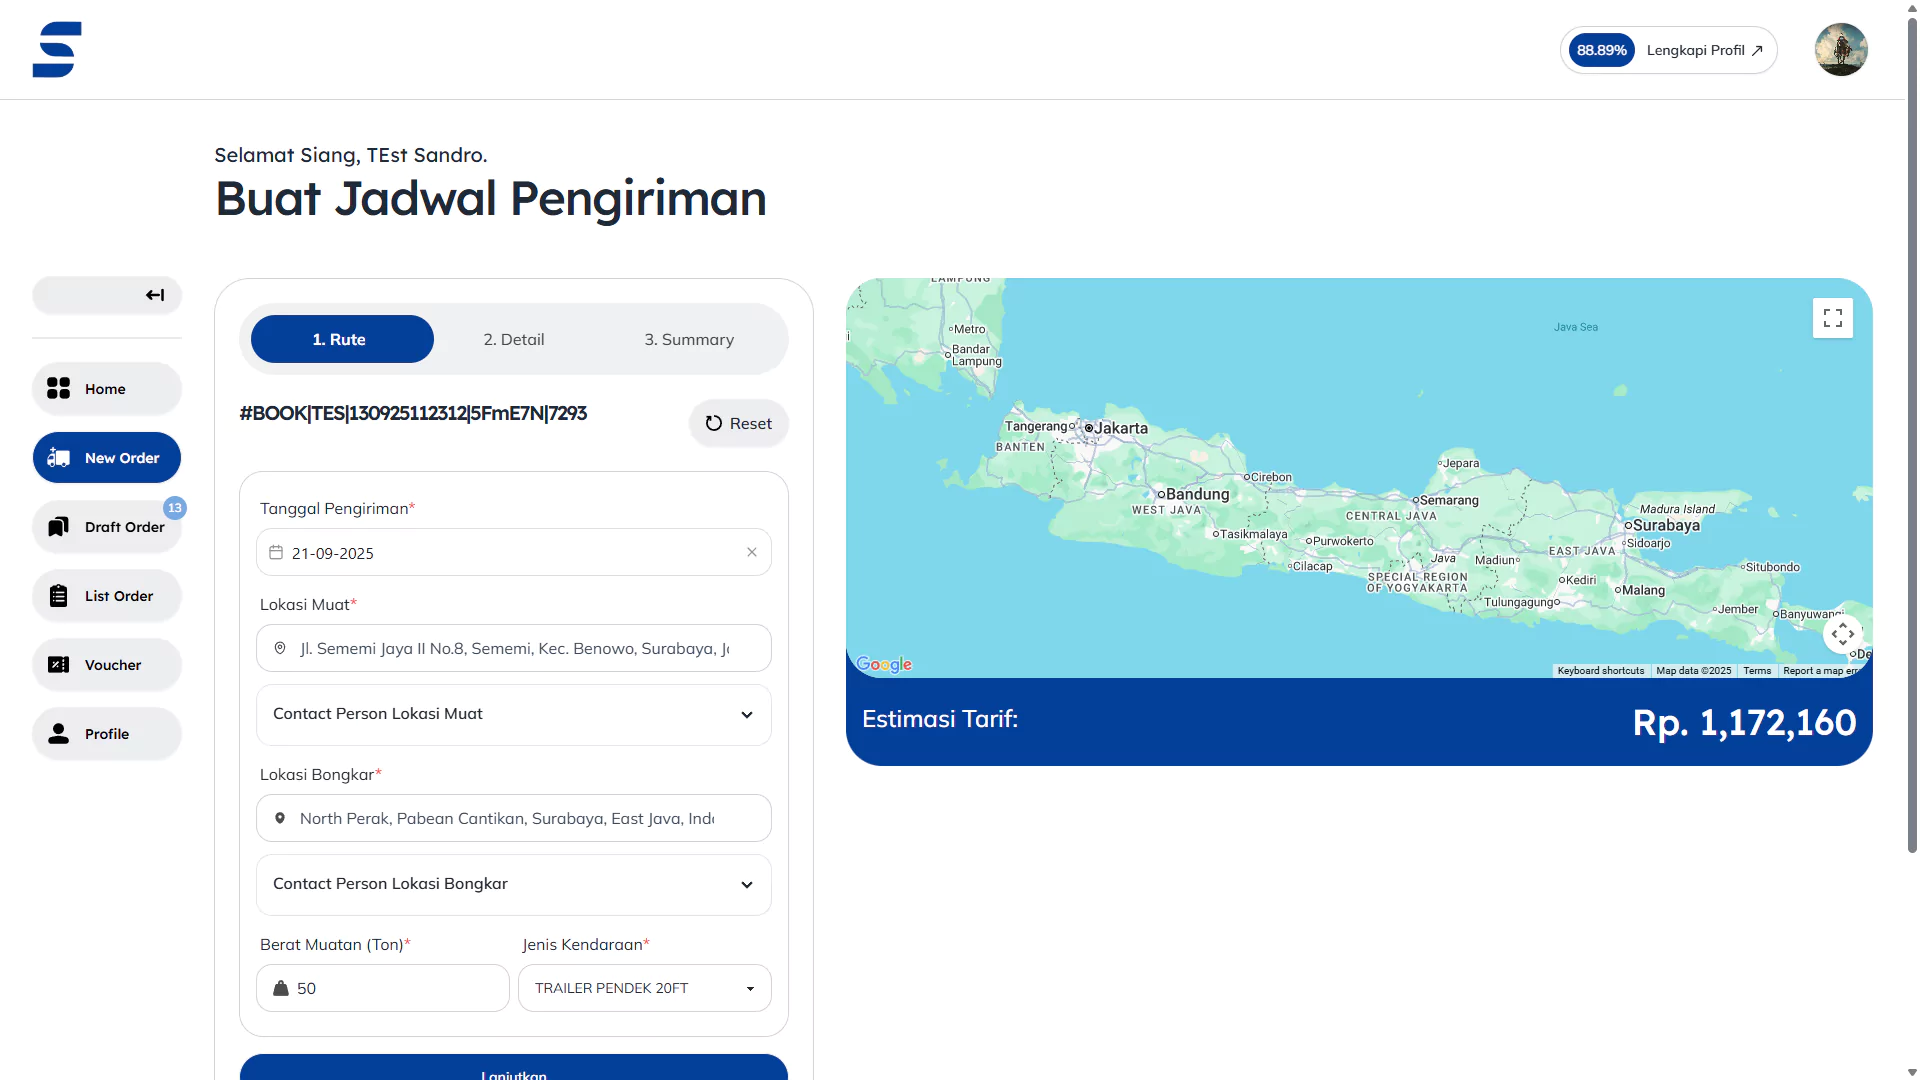 88.89% Lengkapi Profil
Selamat Siang, TEst Sandro.
Buat Jadwal Pengiriman
Home
New Order
13
Draft Order
List Order
Voucher
Profile
1. Rute 2. Detail 3. Summary
#BOOK|TES|130925112312|5FmE7N|7293
Reset
Tanggal Pengiriman*
21-09-2025
Lokasi Muat*
Jl. Sememi Jaya II No.8, Sememi, Kec. Benowo, Surabaya, J
Contact Person Lokasi Muat
Lokasi Bongkar*
North Perak, Pabean Cantikan, Surabaya, East Java, Ind
Contact Person Lokasi Bongkar
Berat Muatan (Ton)* Jenis Kendaraan*
50 TRAILER PENDEK 20FT
Lanjutkan
LAMPUNG
Metro
Bandar
Lampung
Java Sea
Tangerang
Jakarta
BANTEN
Cirebon
Bandung
WEST JAVA
Tasikmalaya
Jepara
Semarang
CENTRAL JAVA
Purwokerto
Cilacap
Java
SPECIAL REGION
OF YOGYAKARTA
Madura Island
Surabaya
Sidoarjo
EAST JAVA
Madiun
Kediri
Malang
Tulungagung
Situbondo
Jember
Banyuwangi
De
Google
Keyboard shortcuts Map data ©2025 Terms Report a map err
Estimasi Tarif:
Rp. 1,172,160